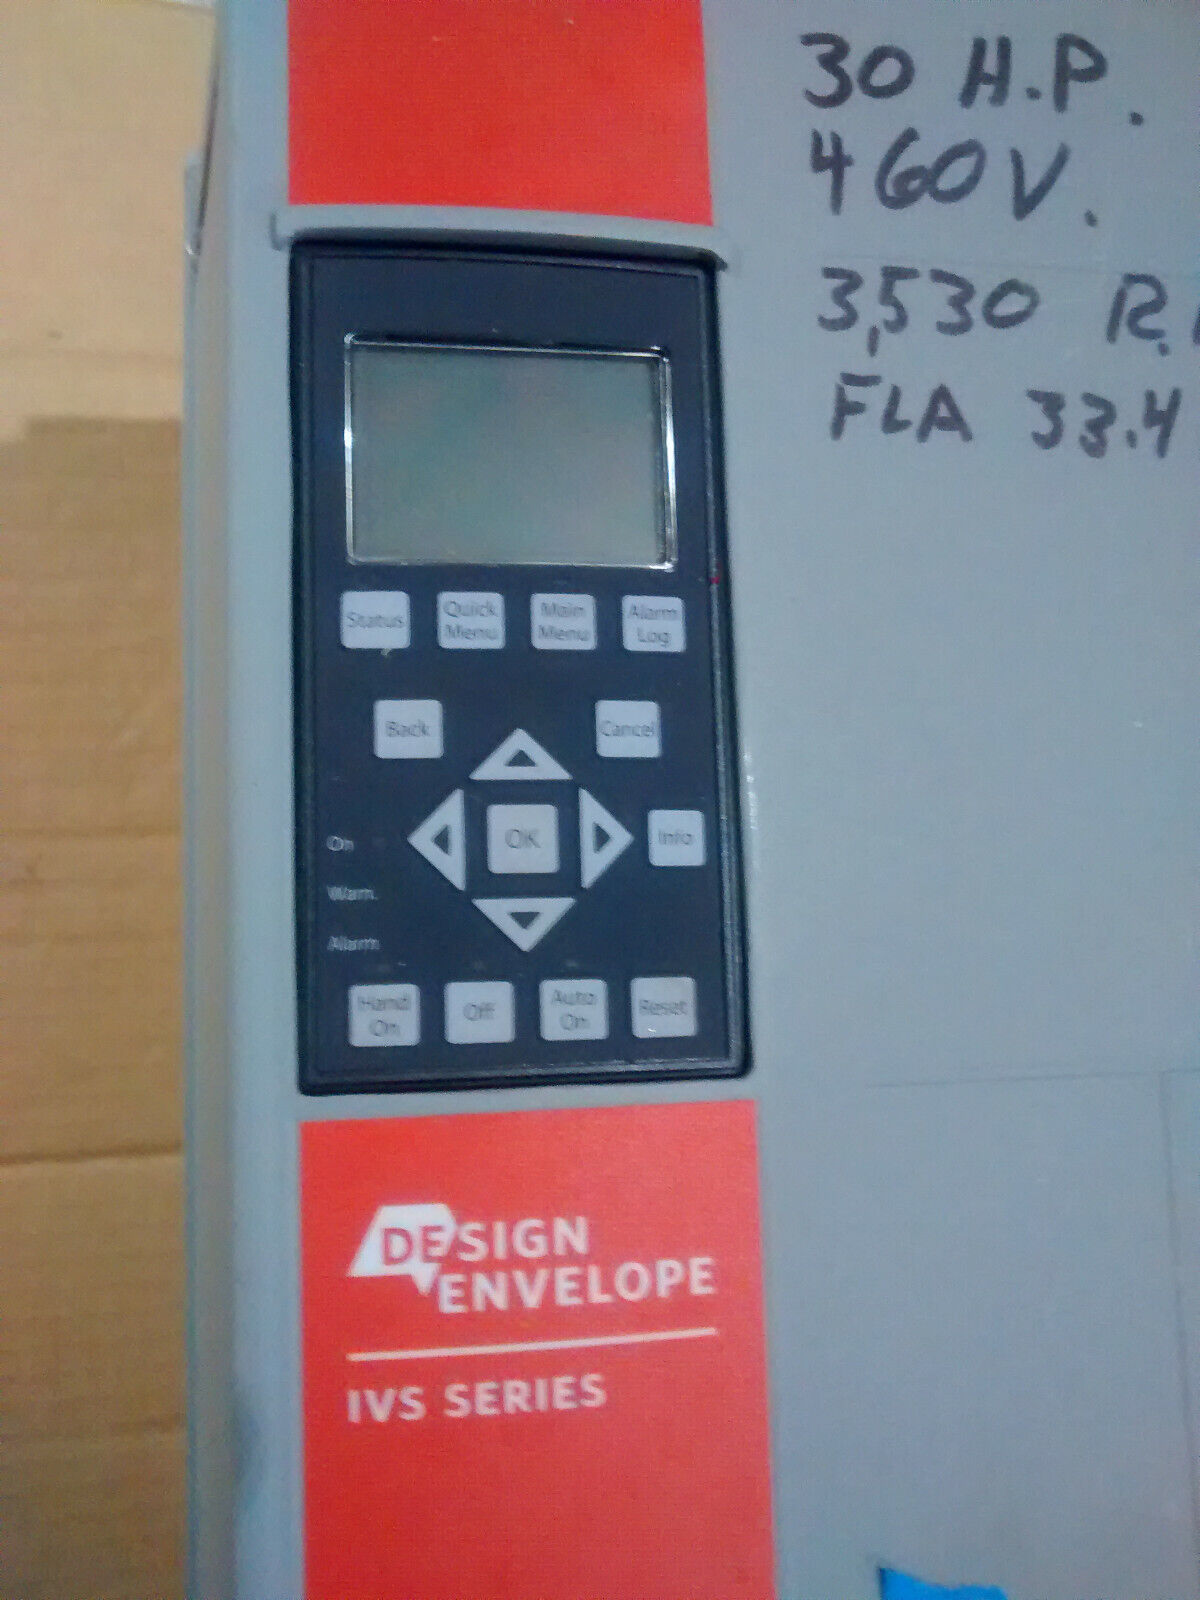 30 H.P.
460V.
3,530 R.
FLA 33.4
Status
Quick
Menu
Main
Menu
Alarm
Log
Back
Cancel
OK
Info
On
Warn.
Alarm
Hand
On
Off
Auto
On
Reset
DESIGN
ENVELOPE
IVS SERIES